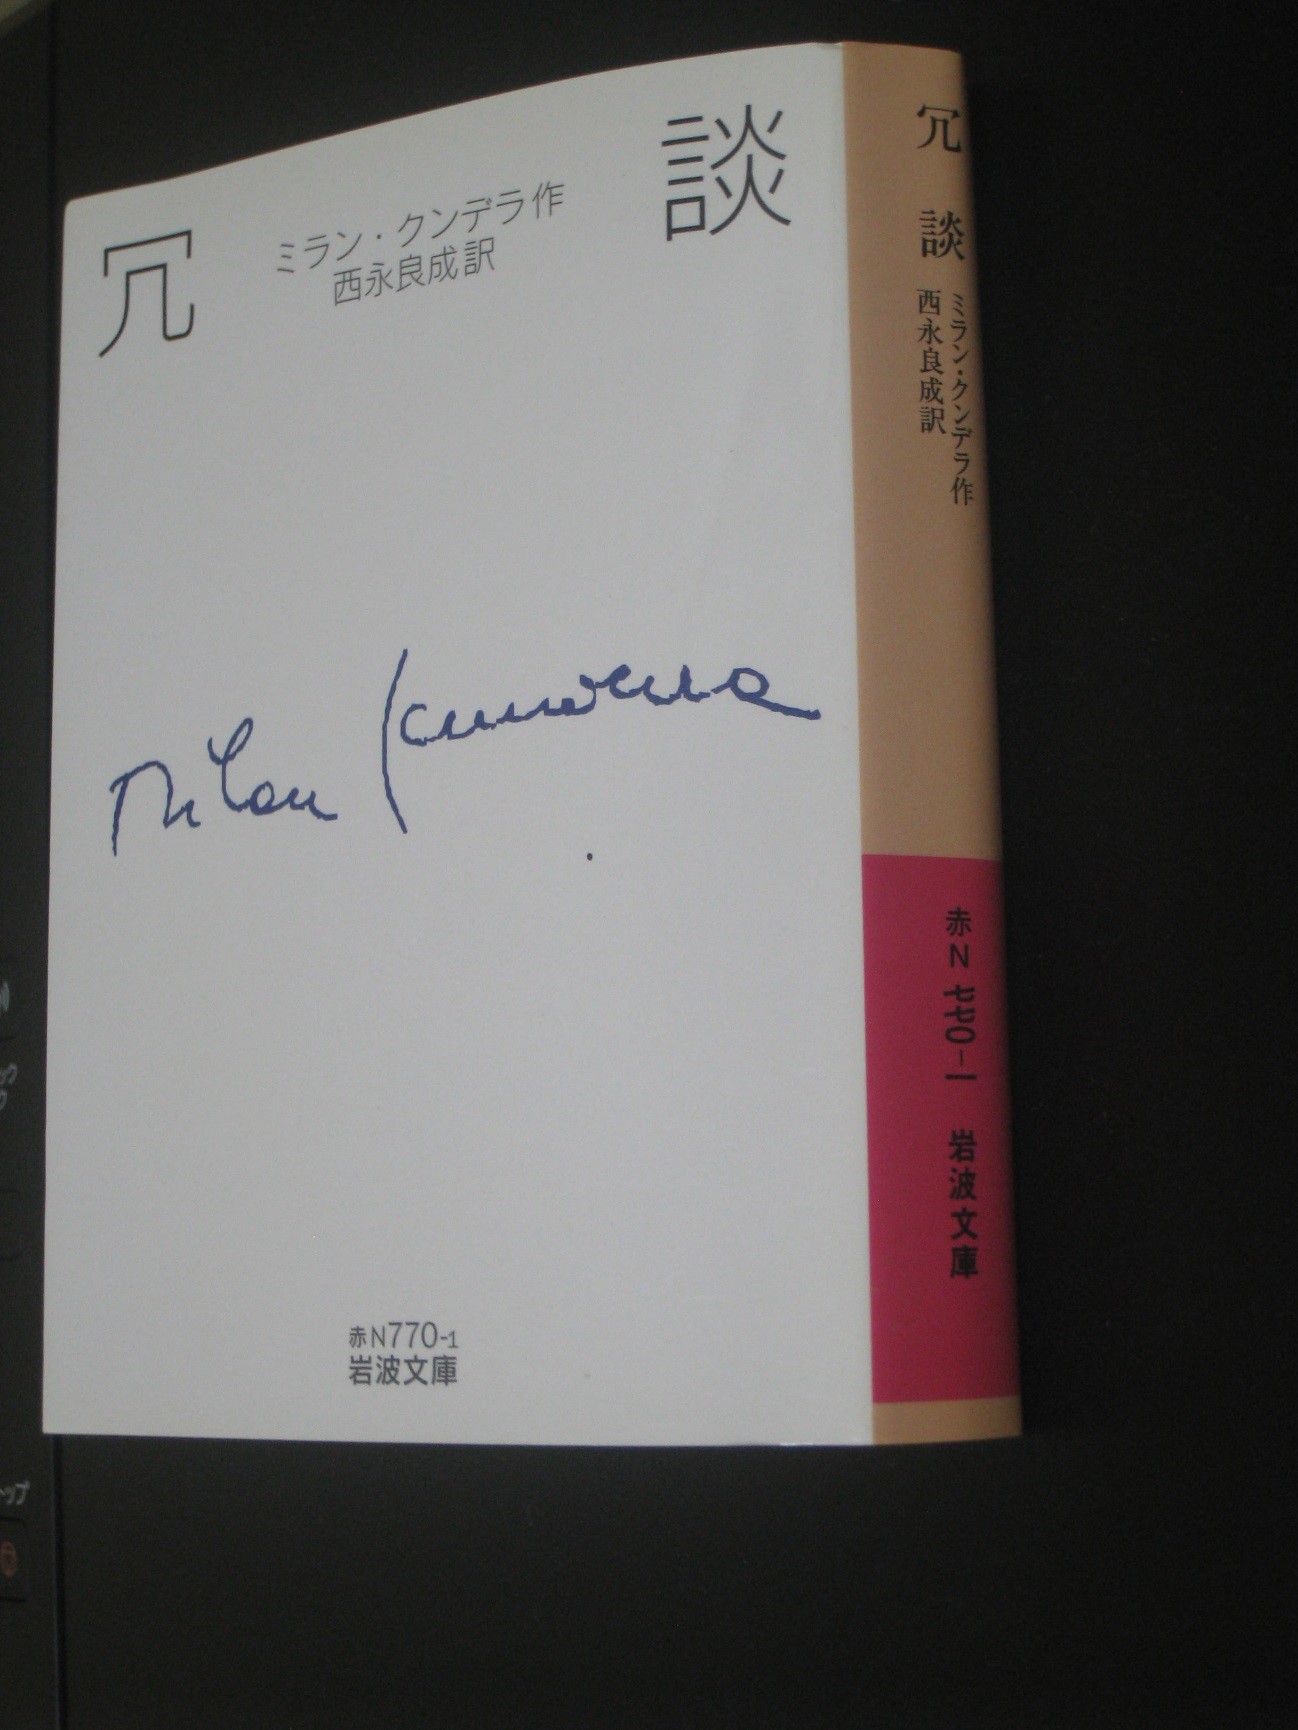 冗談
ミラン・クンデラ作
西永良成訳
Milan Kundera
赤N770-1
岩波文庫
冗談
ミラン・クンデラ作
西永良成訳
赤N 七七〇-一
岩波文庫